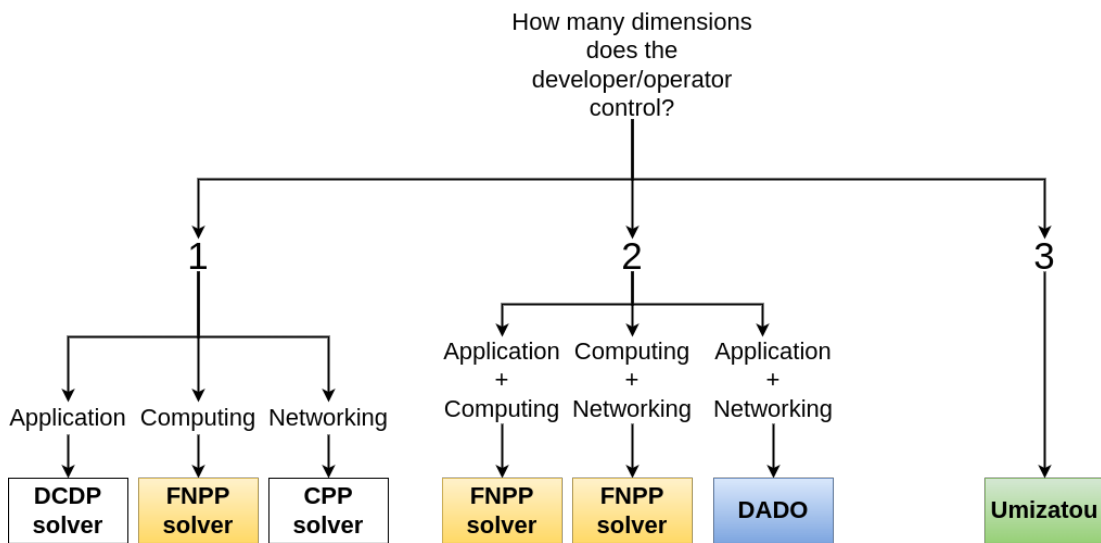 How many dimensions
does the
developer/operator
control?
1
2
3
Application
+
Computing
Computing
+
Networking
Application
+
Networking
Application
Computing
Networking
DCDP
solver
FNPP
solver
CPP
solver
FNPP
solver
FNPP
solver
DADO
Umizatou